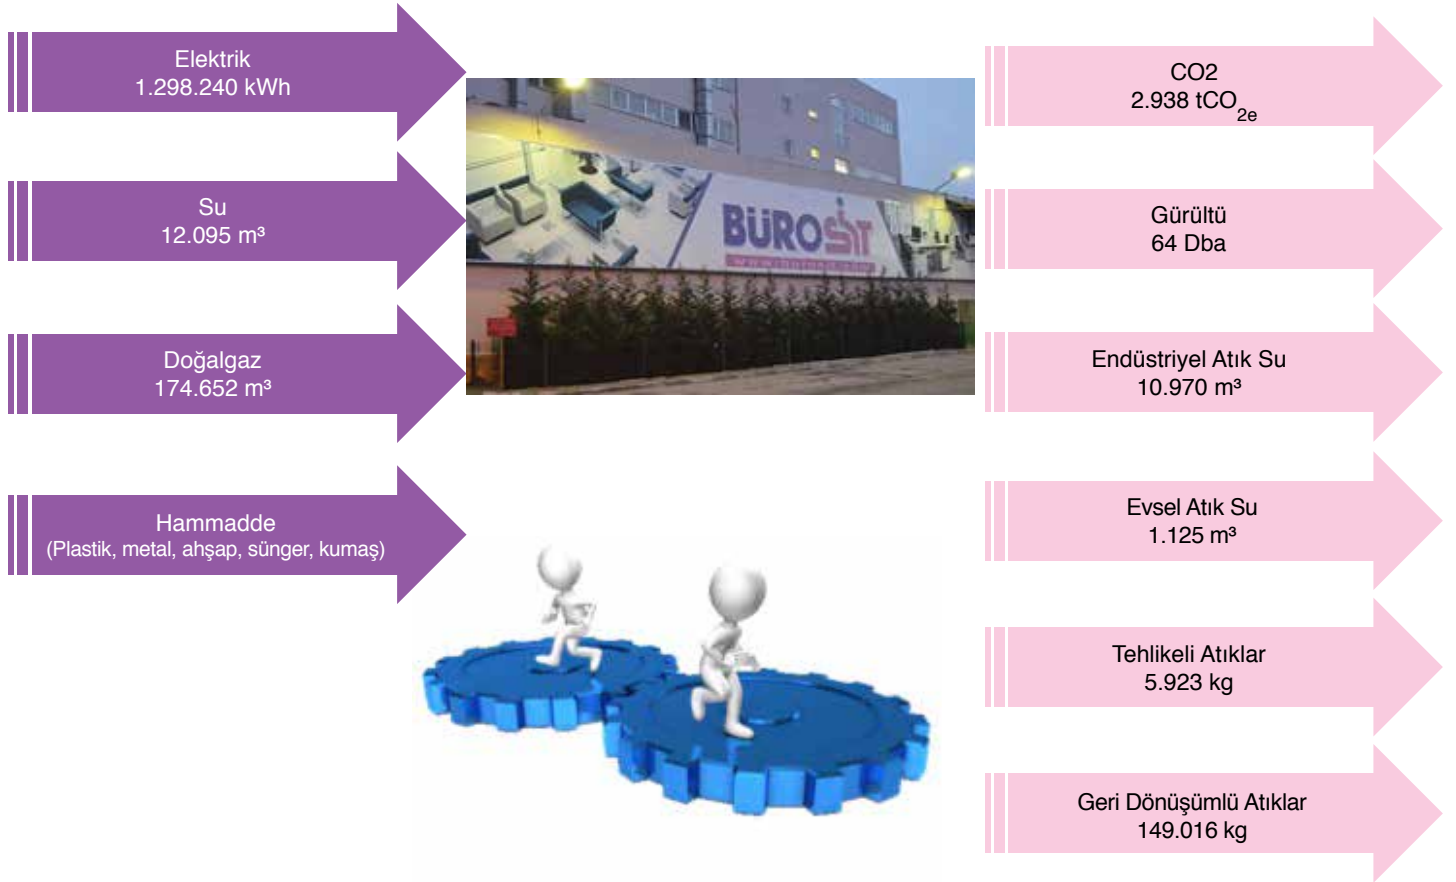 Elektrik
1.298.240 kWh
Su
12.095 m³
Doğalgaz
174.652 m³
Hammadde
(Plastik, metal, ahşap, sünger, kumaş)
BÜROSİT
CO2
2.938 tCO2e
Gürültü
64 Dba
Endüstriyel Atık Su
10.970 m³
Evsel Atık Su
1.125 m³
Tehlikeli Atıklar
5.923 kg
Geri Dönüşümlü Atıklar
149.016 kg